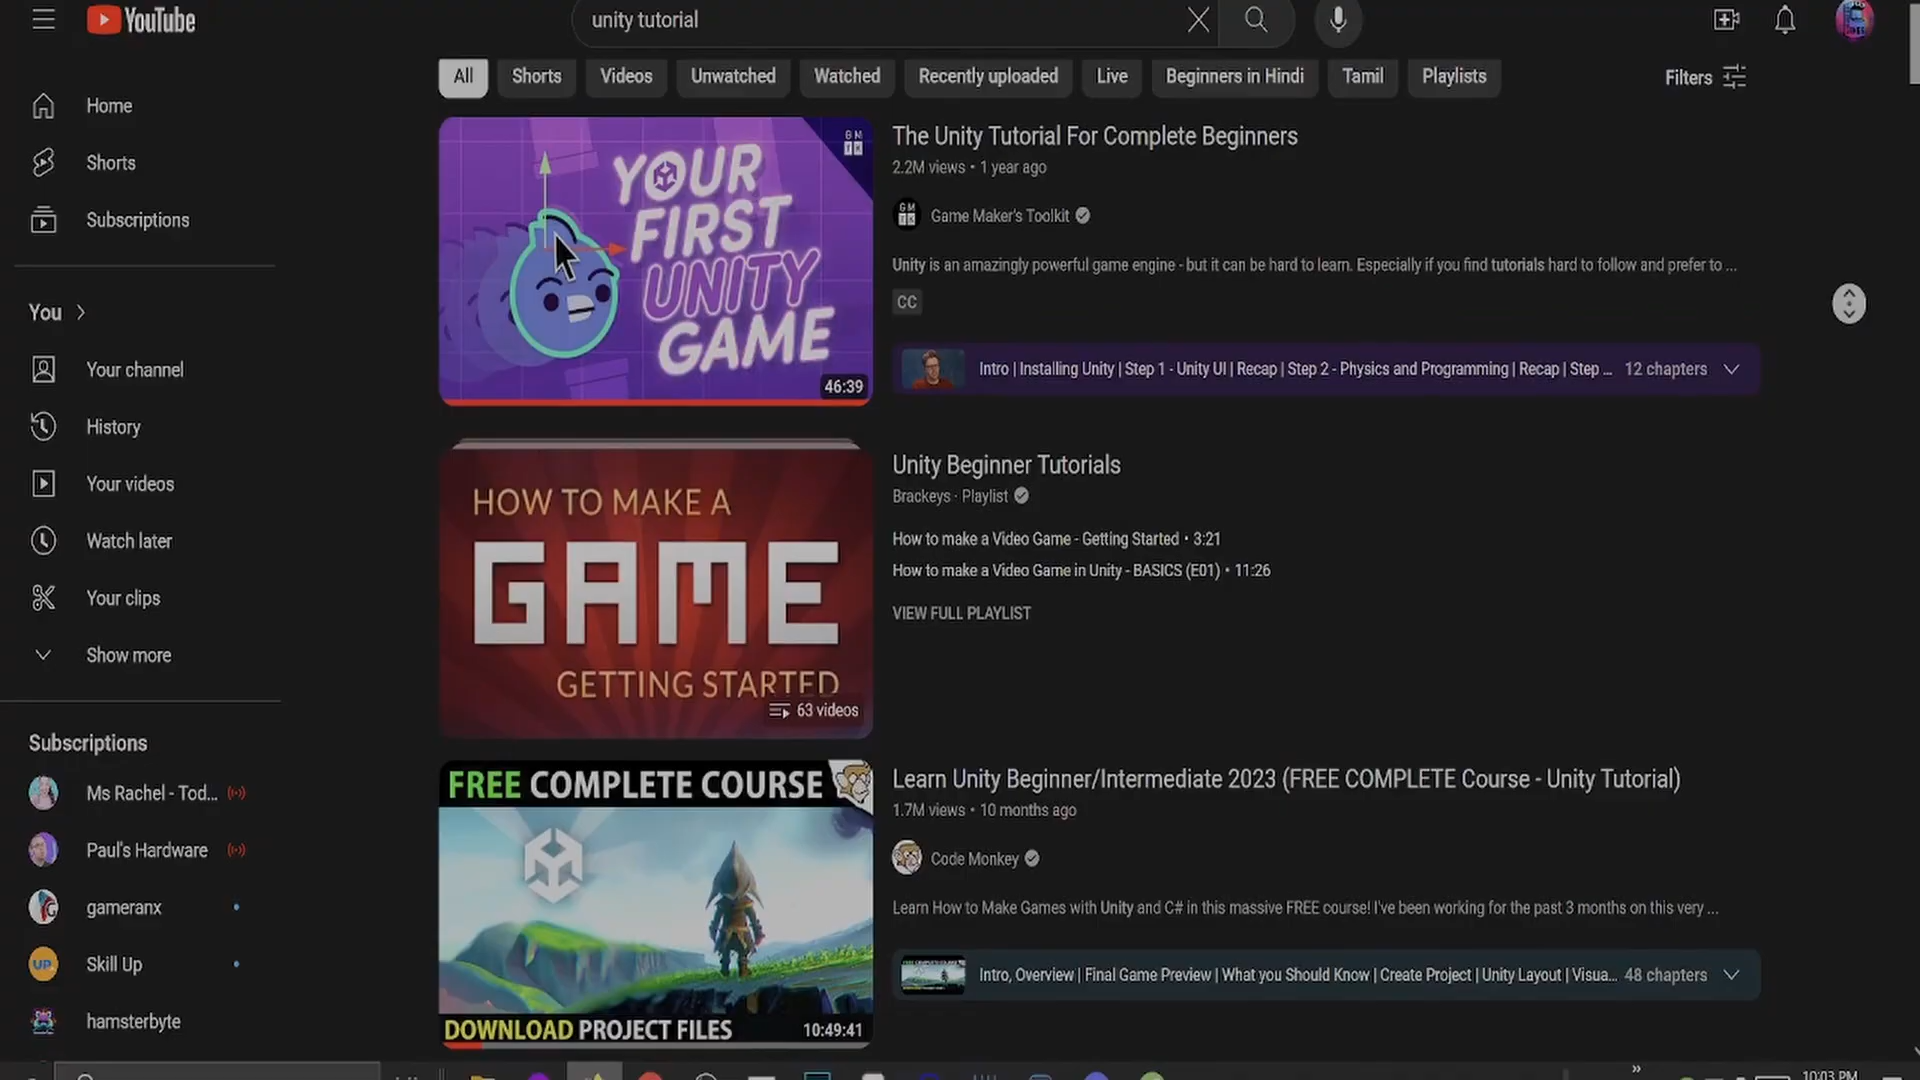 YouTube
unity tutorial
All
Shorts
Videos
Unwatched
Watched
Recently uploaded
Live
Beginners in Hindi
Tamil
Playlists
Filters
Home
Shorts
Subscriptions
You
Your channel
History
Your videos
Watch later
Your clips
Show more
Subscriptions
Ms Rachel - Tod...
Paul's Hardware
gameranx
UP.
Skill Up
hamsterbyte
GM
TK
YOUR
FIRST
UNITY
GAME
46:39
The Unity Tutorial For Complete Beginners
2.2M views • 1 year ago
GM
TK
Game Maker's Toolkit
Unity is an amazingly powerful game engine - but it can be hard to learn. Especially if you find tutorials hard to follow and prefer to ...
CC
Intro | Installing Unity | Step 1 - Unity UI | Recap | Step 2 - Physics and Programming | Recap | Step ...
12 chapters
HOW TO MAKE A
GAME
GETTING STARTED
63 videos
Unity Beginner Tutorials
Brackeys · Playlist
How to make a Video Game - Getting Started • 3:21
How to make a Video Game in Unity - BASICS (E01) • 11:26
VIEW FULL PLAYLIST
FREE COMPLETE COURSE
DOWNLOAD PROJECT FILES
10:49:41
Learn Unity Beginner/Intermediate 2023 (FREE COMPLETE Course - Unity Tutorial)
1.7M views • 10 months ago
Code Monkey
Learn How to Make Games with Unity and C# in this massive FREE course! I've been working for the past 3 months on this very ...
Intro, Overview | Final Game Preview | What you Should Know | Create Project | Unity Layout | Visua...
48 chapters
10:03 PM